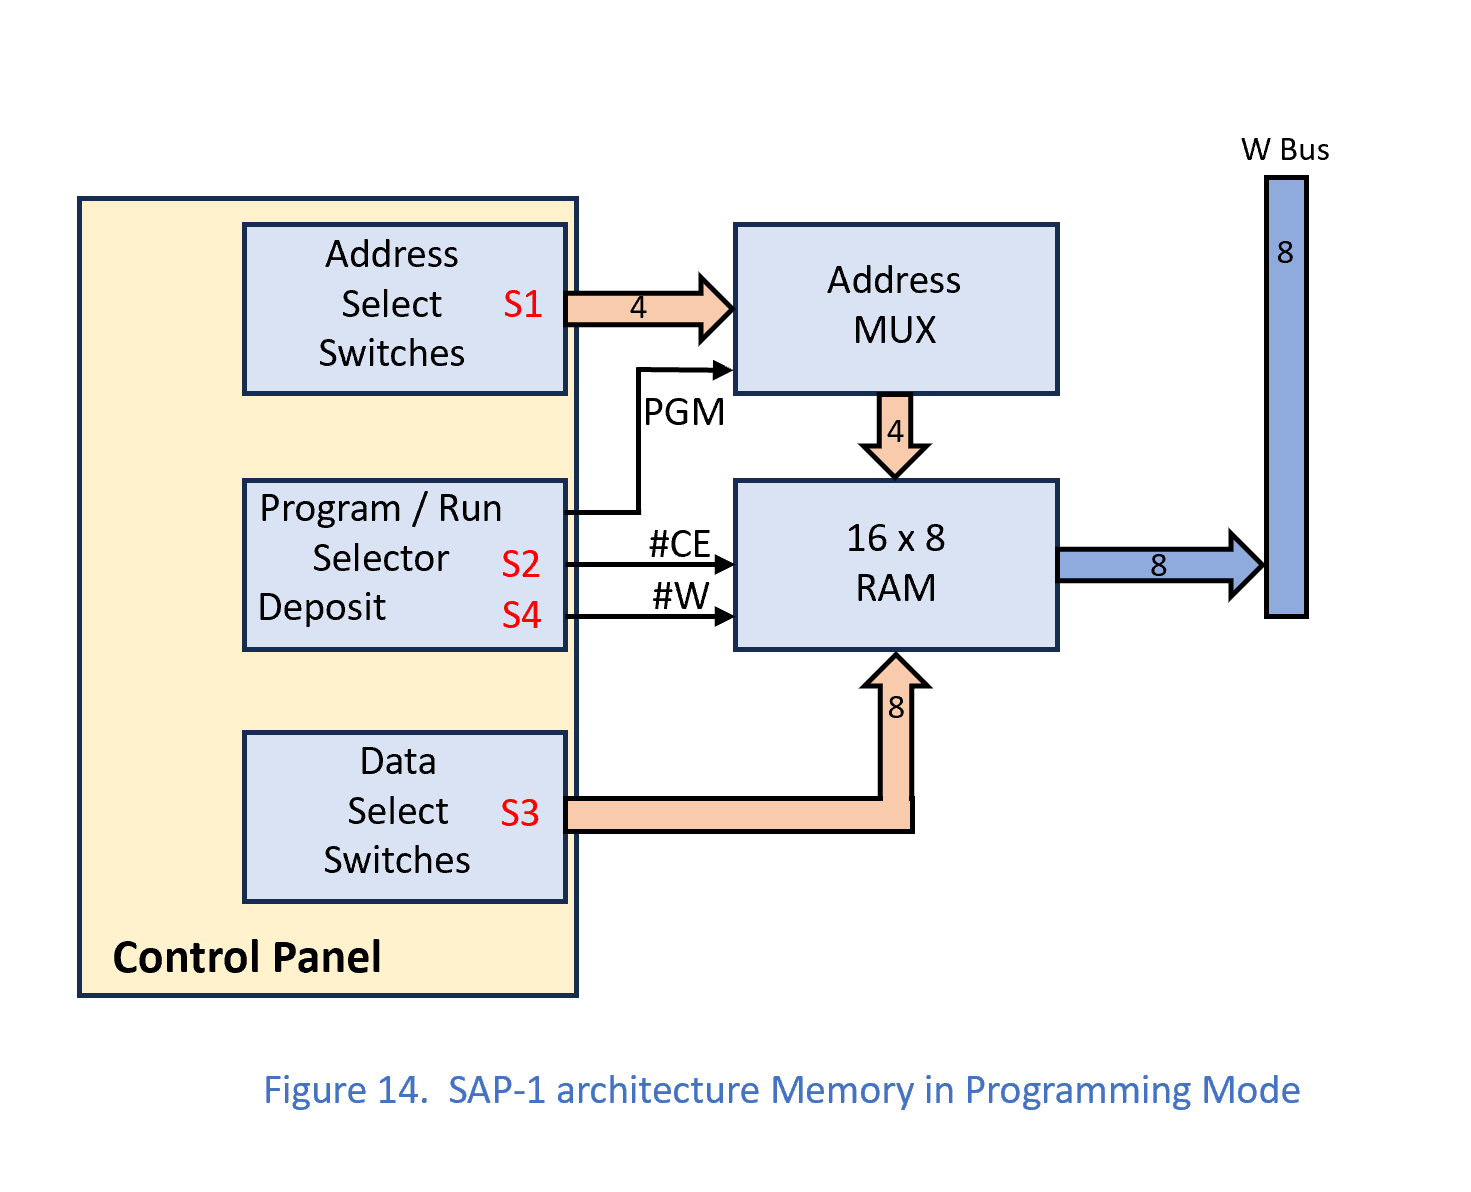 W Bus
8
Address
Select
Switches
S1
4
Address
MUX
PGM
4
Program / Run
Selector
S2
Deposit
S4
#CE
#W
16 x 8
RAM
8
8
Data
Select
Switches
S3
Control Panel
Figure 14.  SAP-1 architecture Memory in Programming Mode